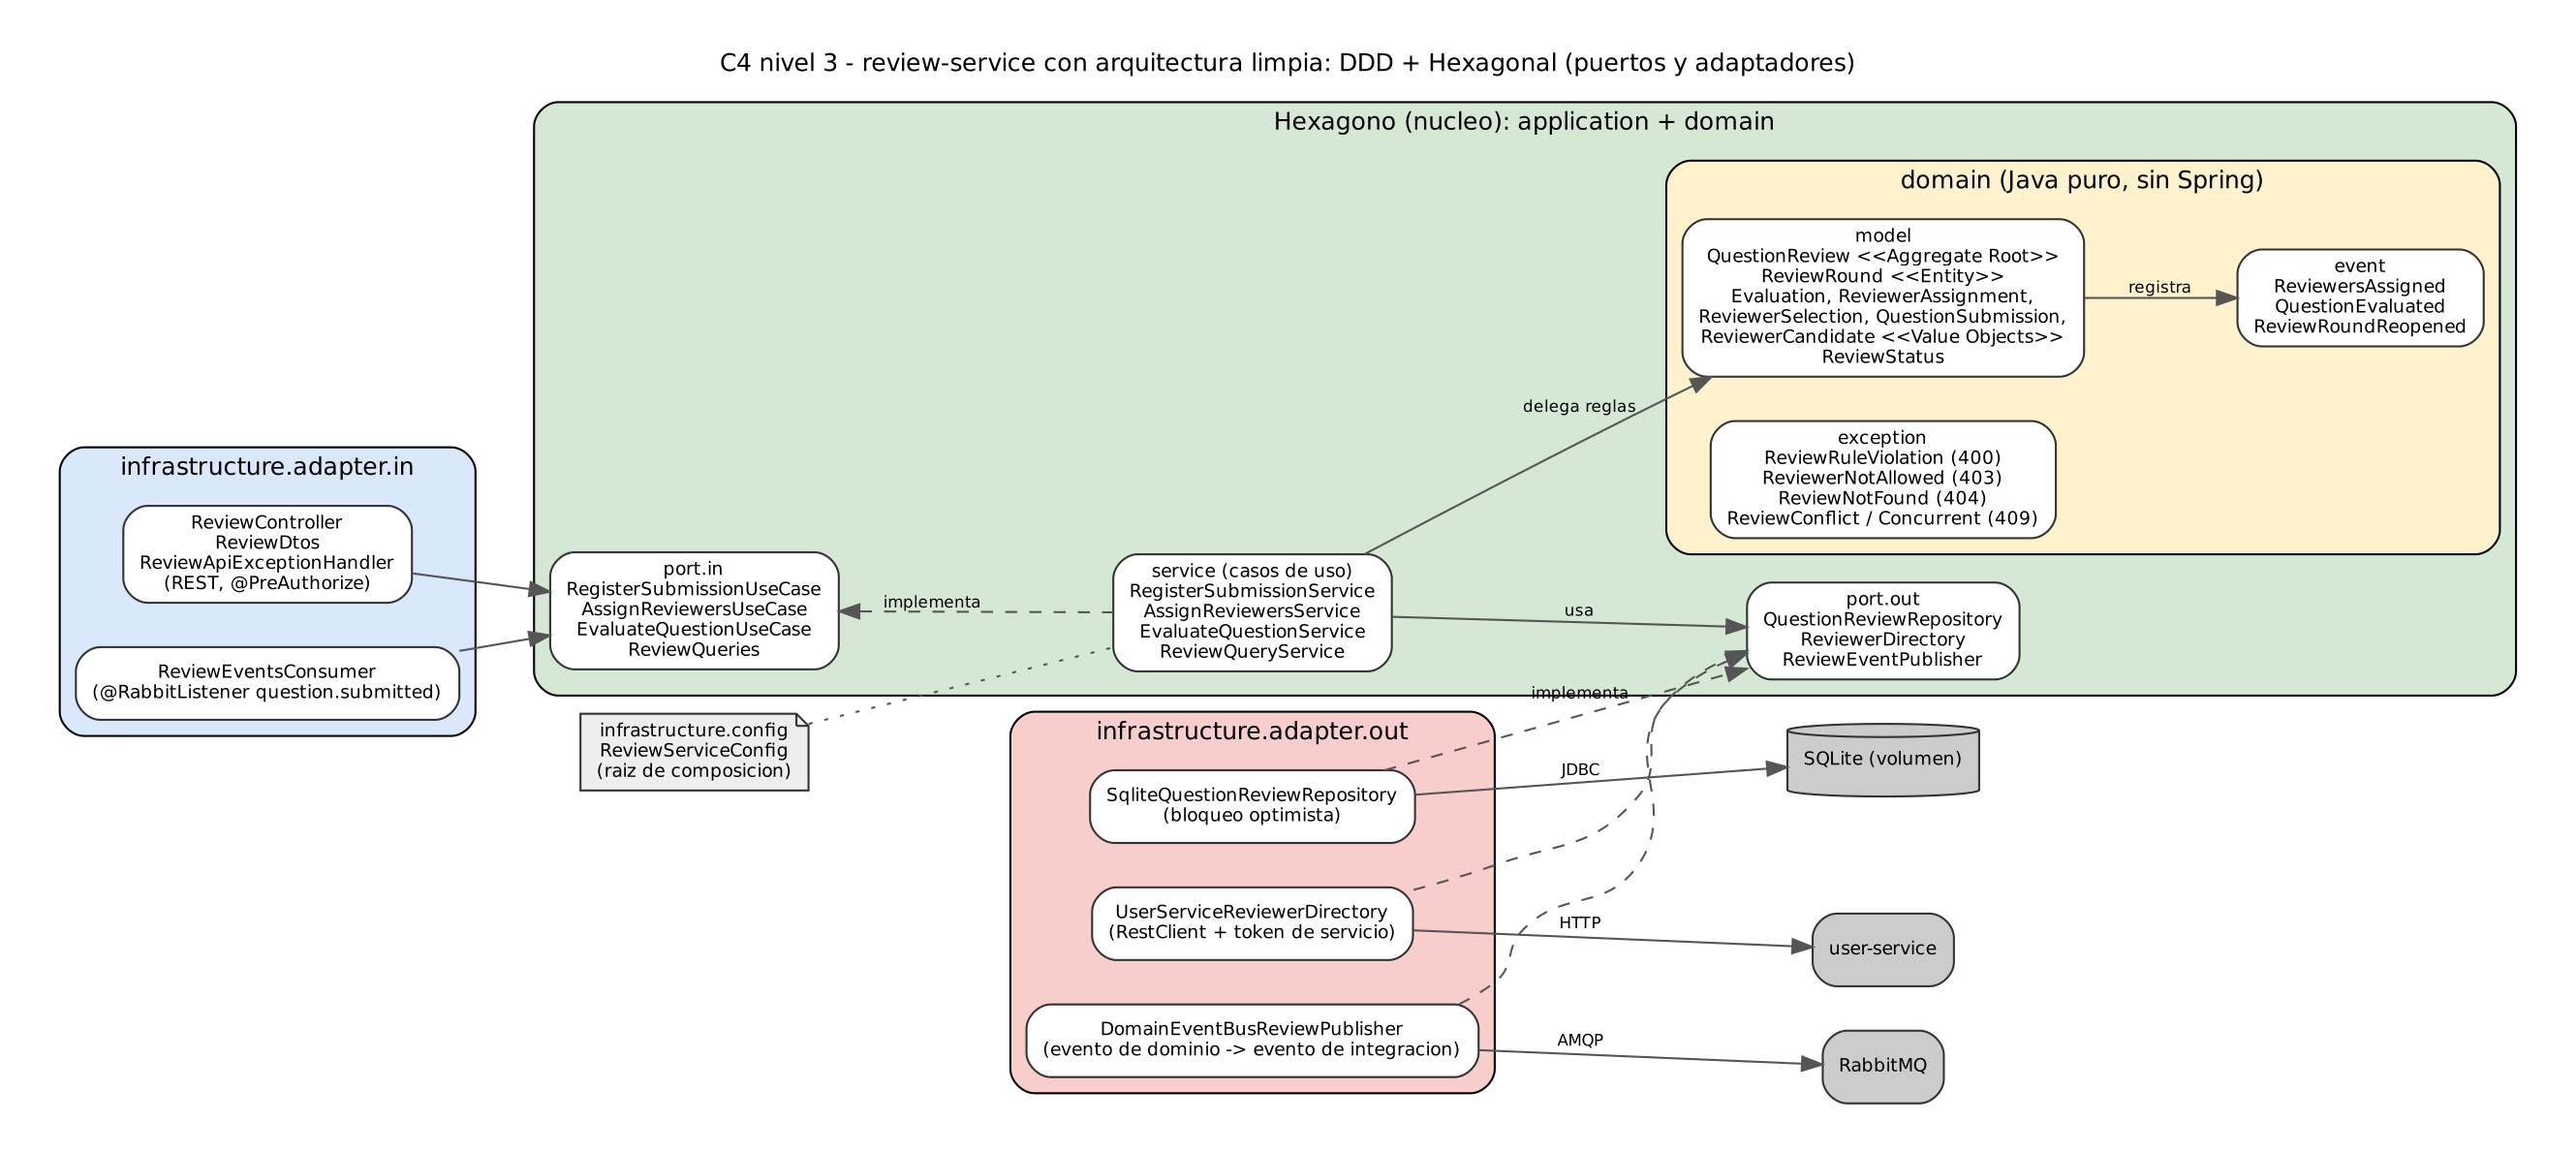 C4 nivel 3 - review-service con arquitectura limpia: DDD + Hexagonal (puertos y adaptadores)
Hexagono (nucleo): application + domain
domain (Java puro, sin Spring)
model
QuestionReview <<Aggregate Root>>
ReviewRound <<Entity>>
Evaluation, ReviewerAssignment,
ReviewerSelection, QuestionSubmission,
ReviewerCandidate <<Value Objects>>
ReviewStatus
registra
event
ReviewersAssigned
QuestionEvaluated
ReviewRoundReopened
delega reglas
exception
ReviewRuleViolation (400)
ReviewerNotAllowed (403)
ReviewNotFound (404)
ReviewConflict / Concurrent (409)
infrastructure.adapter.in
ReviewController
ReviewDtos
ReviewApiExceptionHandler
(REST, @PreAuthorize)
ReviewEventsConsumer
(@RabbitListener question.submitted)
port.in
RegisterSubmissionUseCase
AssignReviewersUseCase
EvaluateQuestionUseCase
ReviewQueries
implementa
service (casos de uso)
RegisterSubmissionService
AssignReviewersService
EvaluateQuestionService
ReviewQueryService
usa
port.out
QuestionReviewRepository
ReviewerDirectory
ReviewEventPublisher
implementa
infrastructure.config
ReviewServiceConfig
(raiz de composicion)
infrastructure.adapter.out
SqliteQuestionReviewRepository
(bloqueo optimista)
JDBC
SQLite (volumen)
UserServiceReviewerDirectory
(RestClient + token de servicio)
HTTP
user-service
DomainEventBusReviewPublisher
(evento de dominio -> evento de integracion)
AMQP
RabbitMQ